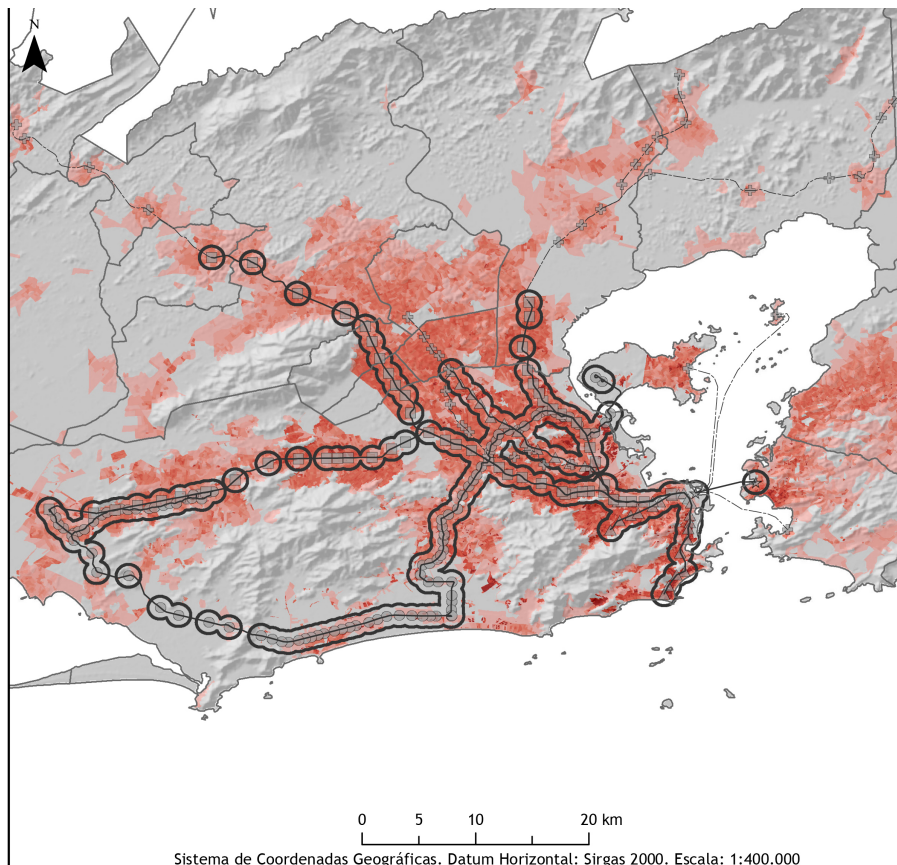 N
0 5 10 20 km
Sistema de Coordenadas Geográficas. Datum Horizontal: Sirgas 2000. Escala: 1:400.000